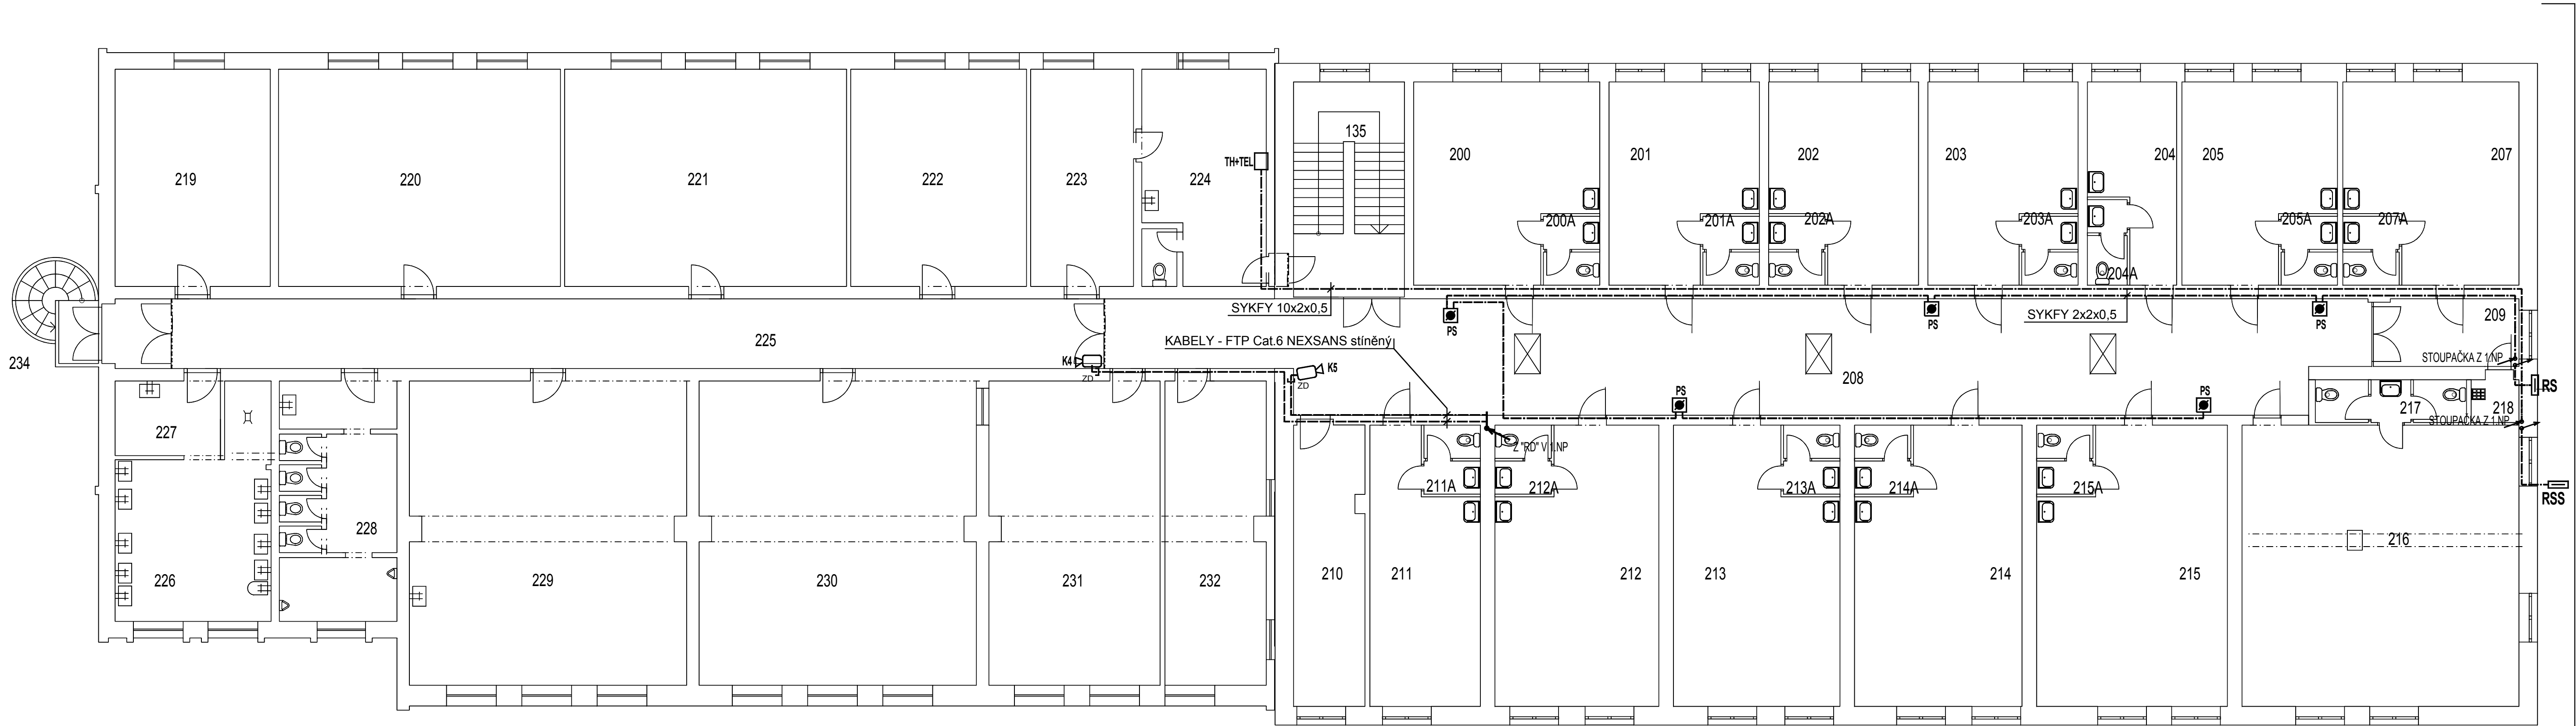 135
200
201
202
203
204
205
207
TH+TEL
219
220
221
222
223
224
200A
201A
202A
203A
204A
205A
207A
SYKFY 10x2x0,5
SYKFY 2x2x0,5
209
PS
PS
PS
234
225
KABELY - FTP Cat.6 NEXSANS stíněný
K4
ZD
K5
ZD
208
STOUPAČKA Z 1.NP
RS
PS
PS
217
218
STOUPAČKA Z 1.NP
227
Z "RD" V 1.NP
211A
212A
213A
214A
215A
RSS
228
216
226
229
230
231
232
210
211
212
213
214
215